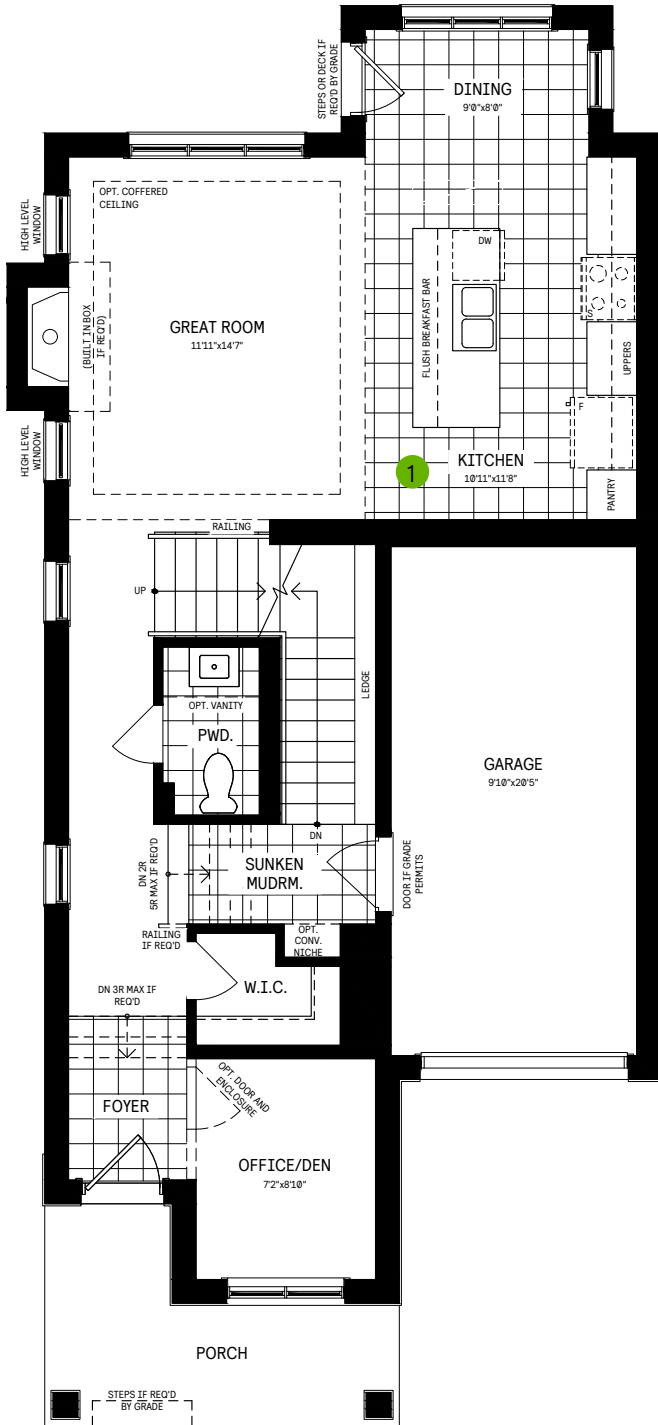 STEPS OR DECK IF
REQ'D BY GRADE
DINING
9'0"x8'0"
OPT. COFFERED
CEILING
HIGH LEVEL
WINDOW
DW
FLUSH BREAKFAST BAR
S
UPPERS
(BUILT IN BOX
IF REQ'D)
GREAT ROOM
11'11"x14'7"
F
HIGH LEVEL
WINDOW
1
KITCHEN
10'11"x11'8"
PANTRY
RAILING
UP
LEDGE
OPT. VANITY
PWD.
GARAGE
9'10"x20'5"
DN
DN 2R
5R MAX IF REQ'D
SUNKEN
MUDRM.
DOOR IF GRADE
PERMITS
RAILING
IF REQ'D
OPT.
CONV.
NICHE
DN 3R MAX IF
REQ'D
W.I.C.
FOYER
OPT. DOOR AND
ENCLOSURE
OFFICE/DEN
7'2"x8'10"
PORCH
STEPS IF REQ'D
BY GRADE